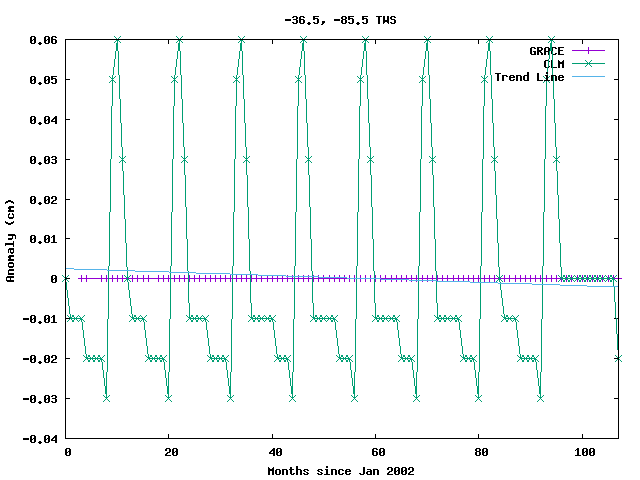 -36.5, -85.5 TWS
GRACE
CLM
Trend Line
0.06
0.05
0.04
0.03
0.02
0.01
0
-0.01
-0.02
-0.03
-0.04
Anomaly (cm)
0 20 40 60 80 100
Months since Jan 2002